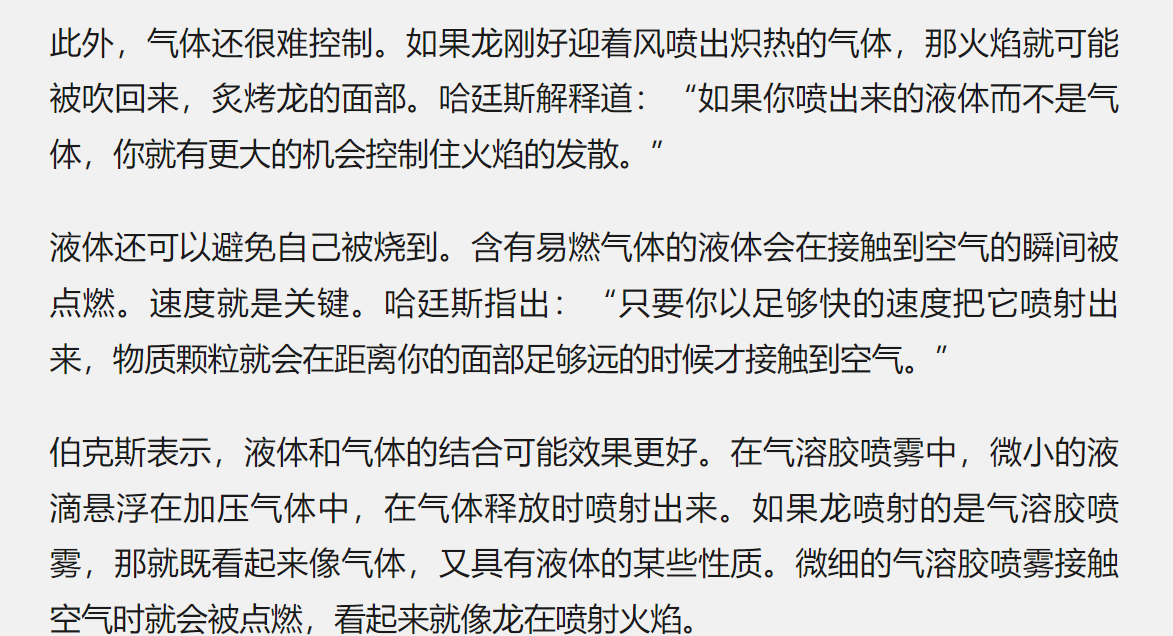 此外，气体还很难控制。如果龙刚好迎着风喷出炽热的气体，那火焰就可能
被吹回来，炙烤龙的面部。哈廷斯解释道：“如果你喷出来的液体而不是气
体，你就有更大的机会控制住火焰的发散。”
液体还可以避免自己被烧到。含有易燃气体的液体会在接触到空气的瞬间被
点燃。速度就是关键。哈廷斯指出：“只要你以足够快的速度把它喷射出
来，物质颗粒就会在距离你的面部足够远的时候才接触到空气。”
伯克斯表示，液体和气体的结合可能效果更好。在气溶胶喷雾中，微小的液
滴悬浮在加压气体中，在气体释放时喷射出来。如果龙喷射的是气溶胶喷
雾，那就既看起来像气体，又具有液体的某些性质。微细的气溶胶喷雾接触
空气时就会被点燃，看起来就像龙在喷射火焰。